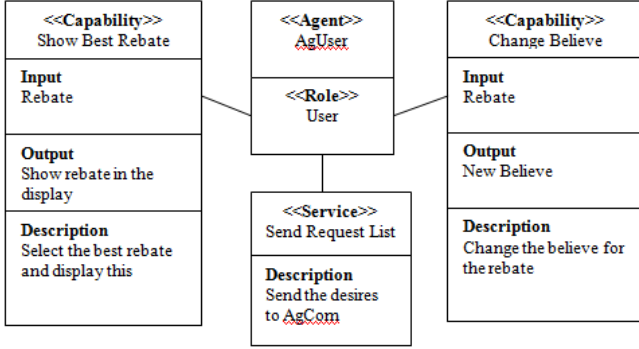 <<Capability>>
Show Best Rebate
Input
Rebate
Output
Show rebate in the
display
Description
Select the best rebate
and display this
<<Agent>>
AgUser
<<Role>>
User
<<Service>>
Send Request List
Description
Send the desires
to AgCom
<<Capability>>
Change Believe
Input
Rebate
Output
New Believe
Description
Change the believe for
the rebate